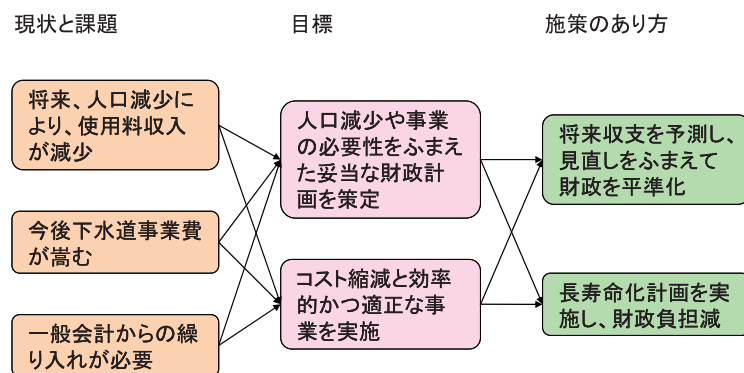 現状と課題
目標
施策のあり方
将来、人口減少に
より、使用料収入
が減少
今後下水道事業費
が嵩む
一般会計からの繰
り入れが必要
人口減少や事業
の必要性をふまえ
た妥当な財政計
画を策定
コスト縮減と効率
的かつ適正な事
業を実施
将来収支を予測し、
見直しをふまえて
財政を平準化
長寿命化計画を実
施し、財政負担減